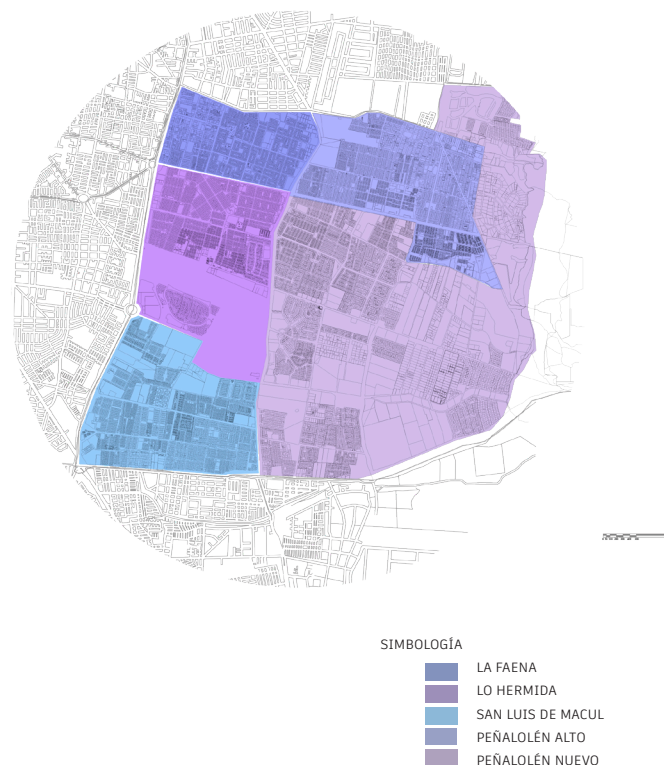 SIMBOLOGÍA
LA FAENA
LO HERMIDA
SAN LUIS DE MACUL
PEÑALOLÉN ALTO
PEÑALOLÉN NUEVO